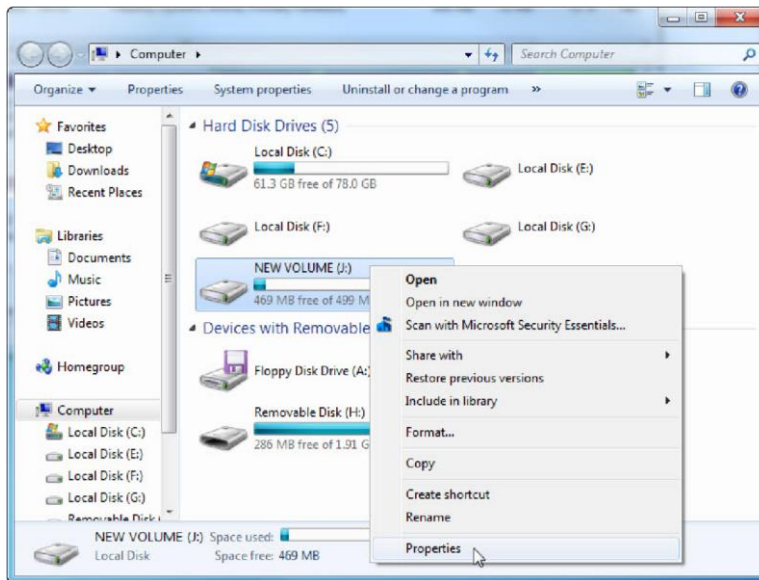 Computer
Search Computer
Organize
Properties
System properties
Uninstall or change a program
»
Favorites
Desktop
Downloads
Recent Places
Libraries
Documents
Music
Pictures
Videos
Homegroup
Computer
Local Disk (C:)
Local Disk (E:)
Local Disk (F:)
Local Disk (G:)
Removable Disk (
Hard Disk Drives (5)
Local Disk (C:)
61.3 GB free of 78.0 GB
Local Disk (E:)
Local Disk (F:)
Local Disk (G:)
NEW VOLUME (J:)
469 MB free of 499 M
Devices with Removable
Floppy Disk Drive (A:)
Removable Disk (H:)
286 MB free of 1.91 G
Open
Open in new window
Scan with Microsoft Security Essentials...
Share with
Restore previous versions
Include in library
Format...
Copy
Create shortcut
Rename
Properties
NEW VOLUME (J:) Space used:
Local Disk Space free: 469 MB